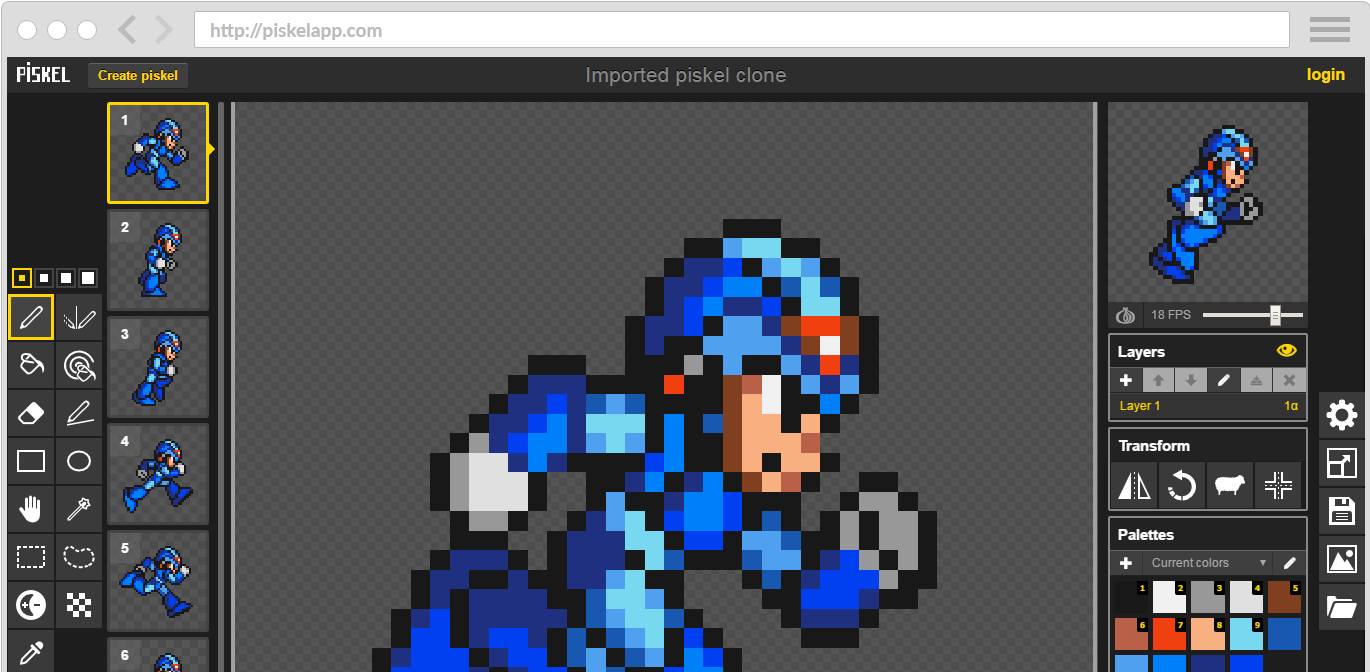 http://piskelapp.com
PiSKEL
Create piskel
Imported piskel clone
login
1
2
3
4
5
6
18 FPS
Layers
Layer 1
1α
Transform
Palettes
Current colors
1
2
3
4
5
6
7
8
9